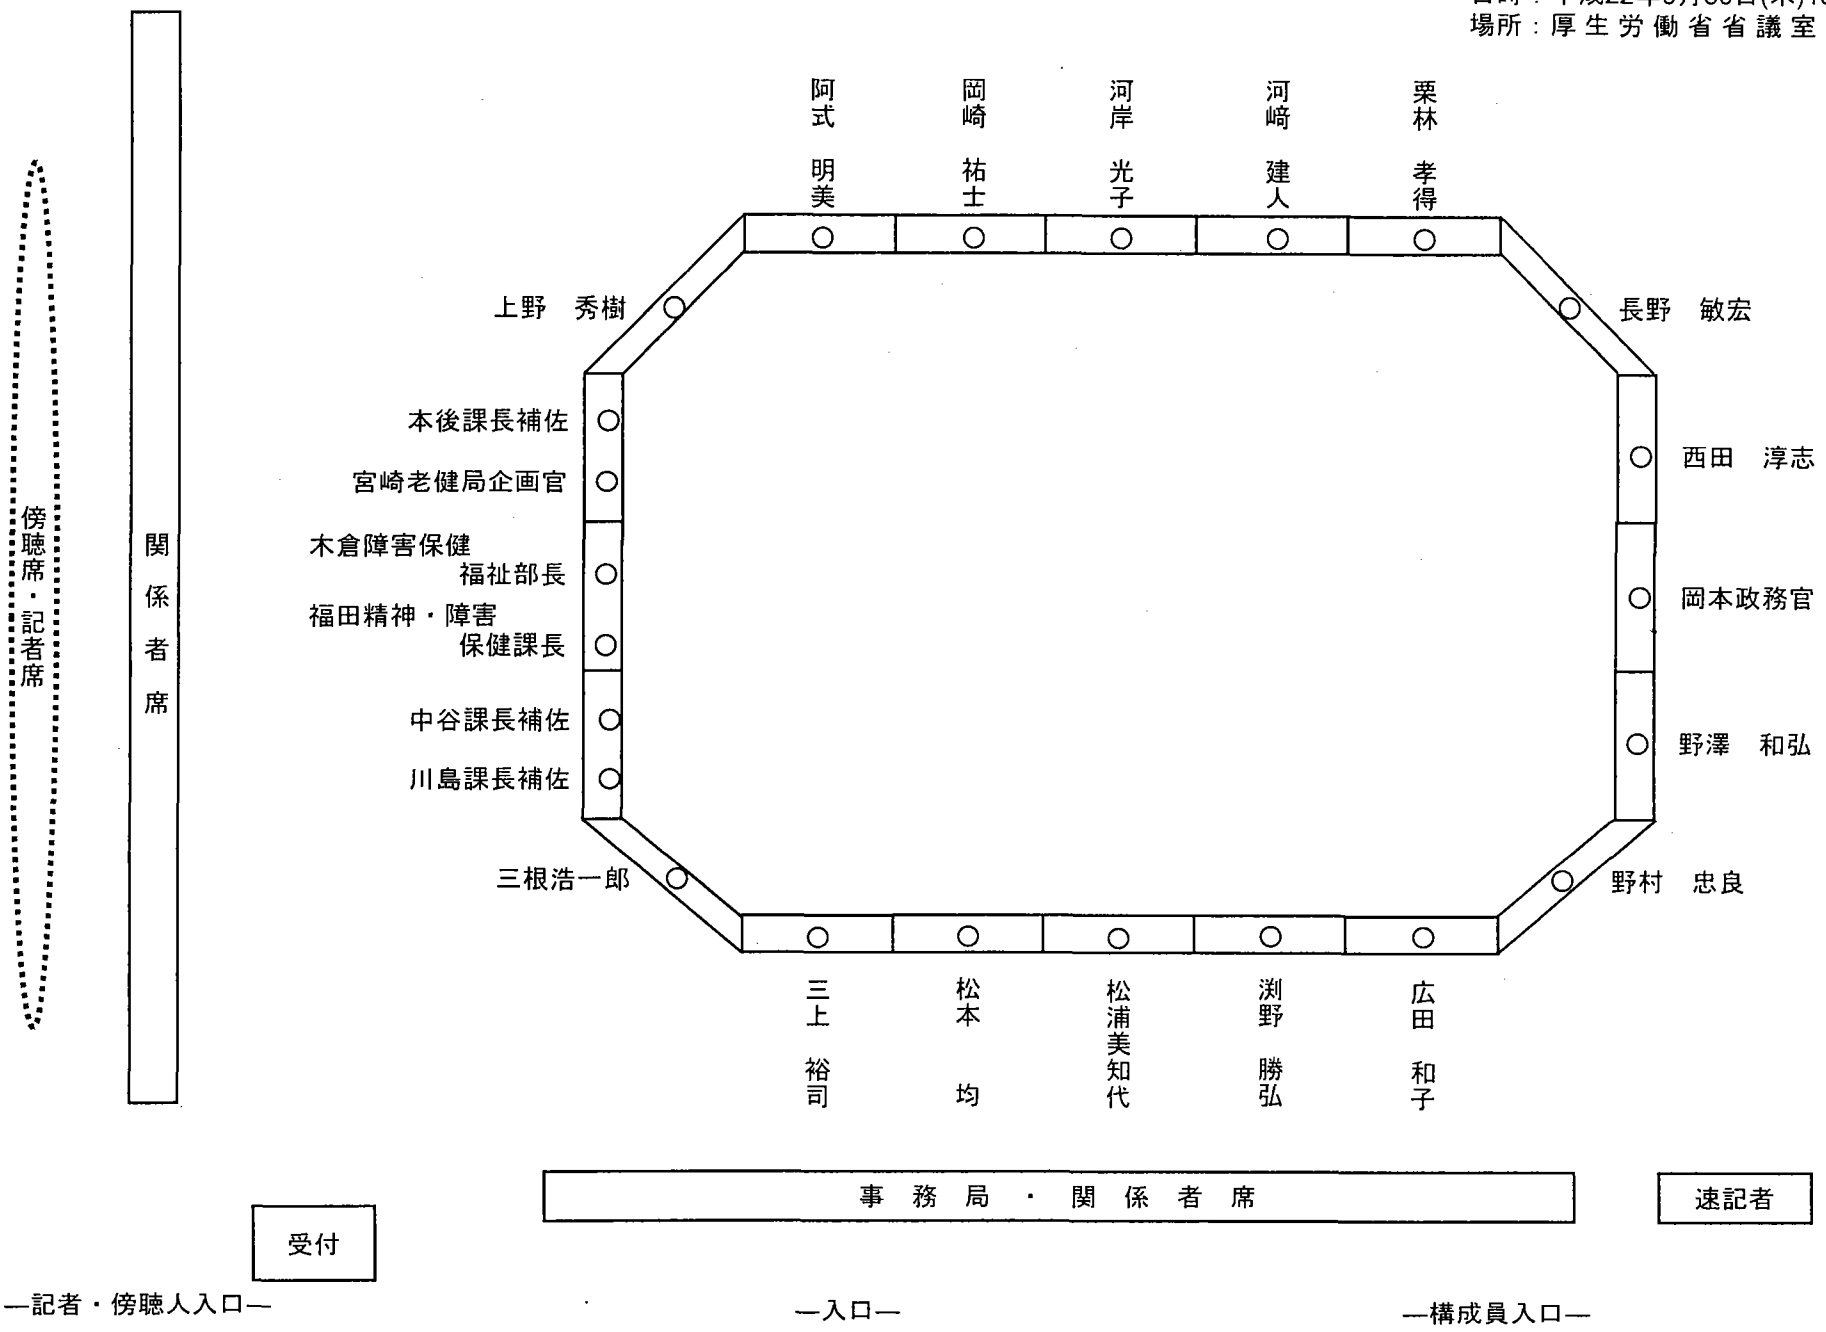 場所：厚生労働省省議室
阿式 明美
岡崎 祐士
河岸 光子
河﨑 建人
栗林 孝得
上野 秀樹
長野 敏宏
本後課長補佐
西田 淳志
宮崎老健局企画官
木倉障害保健
福祉部長
岡本政務官
福田精神・障害
保健課長
中谷課長補佐
野澤 和弘
川島課長補佐
三根浩一郎
野村 忠良
三上 裕司
松本 均
松浦美知代
渕野 勝弘
広田 和子
傍聴席・記者席
関係者席
事務局・関係者席
速記者
受付
―記者・傍聴人入口―
―入口―
―構成員入口―